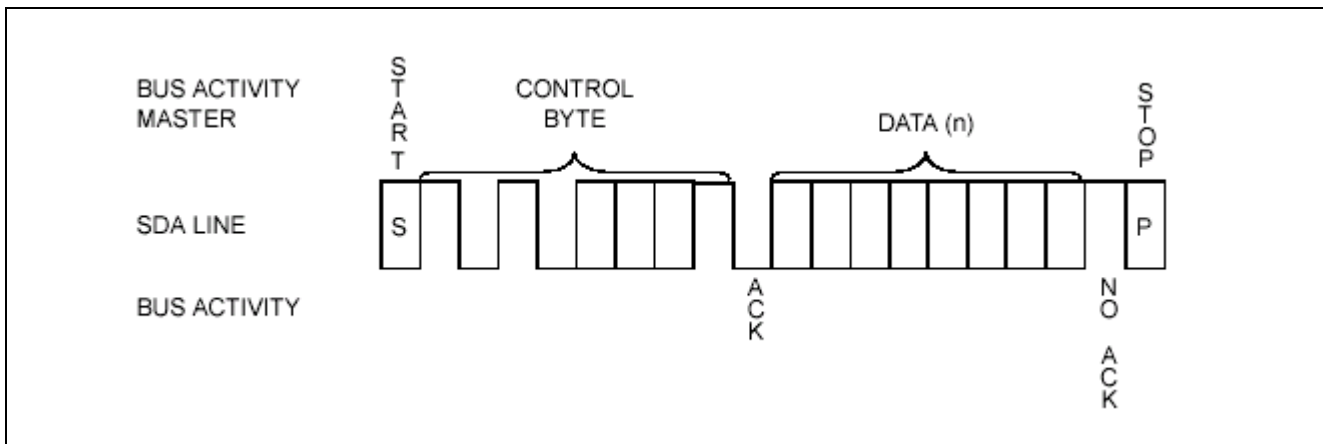 BUS ACTIVITY
MASTER
START
CONTROL
BYTE
DATA (n)
STOP
SDA LINE
S
P
BUS ACTIVITY
ACK
NO ACK